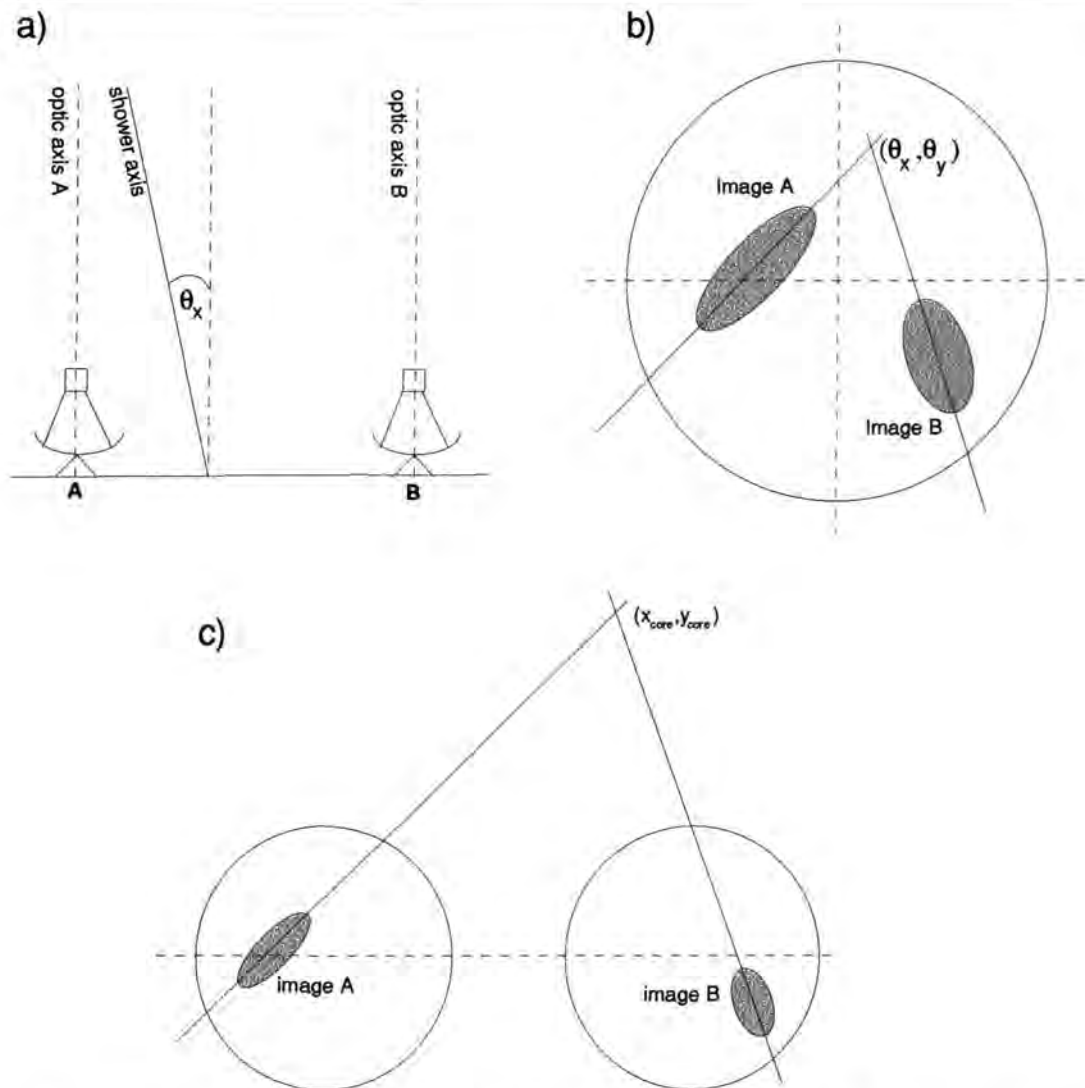 a)
optic axis A
shower axis
optic axis B
θx
A
B
b)
Image A
(θx,θy)
Image B
c)
(xcore,ycore)
image A
image B